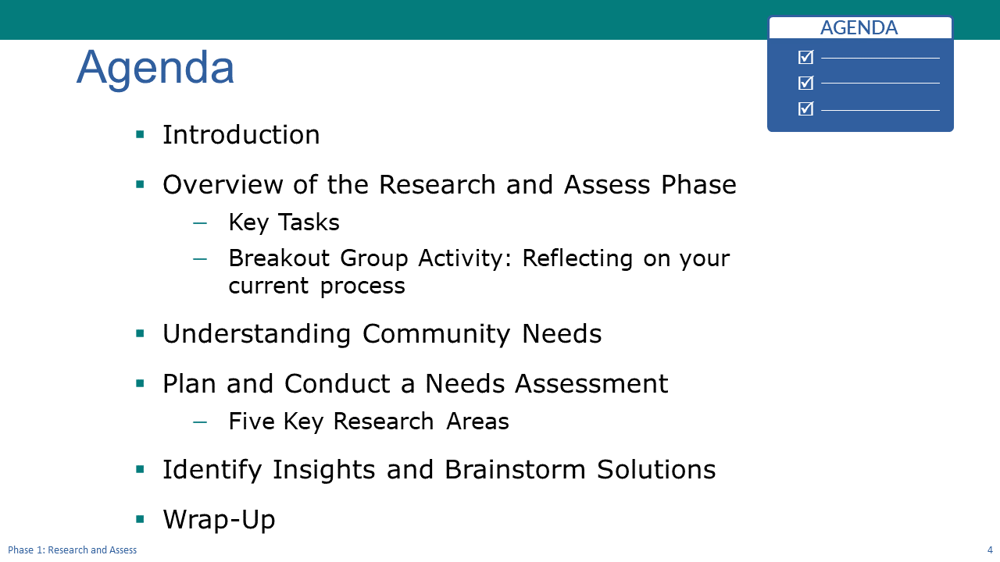 AGENDA
Agenda
▪ Introduction
▪ Overview of the Research and Assess Phase
– Key Tasks
– Breakout Group Activity: Reflecting on your
current process
▪ Understanding Community Needs
▪ Plan and Conduct a Needs Assessment
– Five Key Research Areas
▪ Identify Insights and Brainstorm Solutions
▪ Wrap-Up
Phase 1: Research and Assess
4